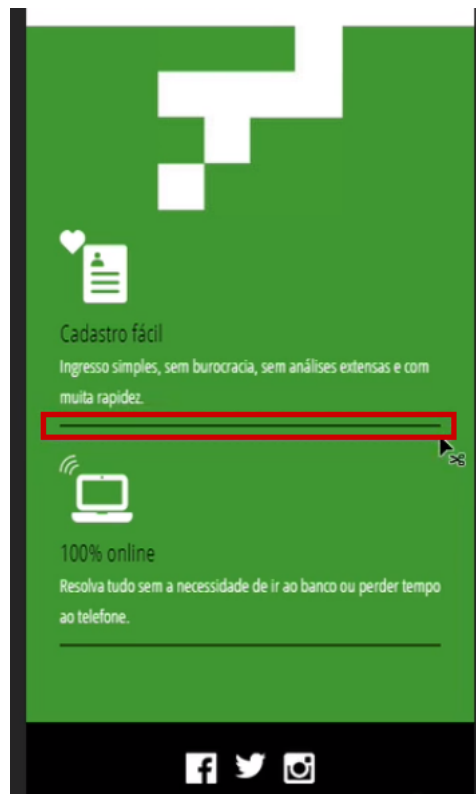 Cadastro fácil
Ingresso simples, sem burocracia, sem análises extensas e com
muita rapidez.
100% online
Resolva tudo sem a necessidade de ir ao banco ou perder tempo
ao telefone.